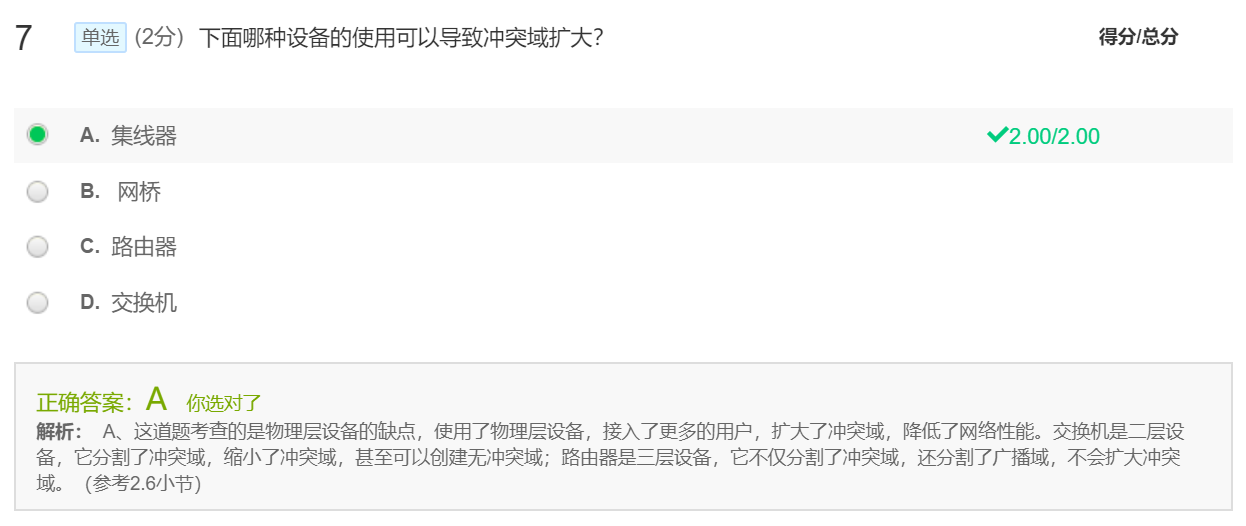 7 单选 (2分) 下面哪种设备的使用可以导致冲突域扩大? 得分/总分
A. 集线器 2.00/2.00
B. 网桥
C. 路由器
D. 交换机
正确答案：A 你选对了
解析： A、这道题考查的是物理层设备的缺点，使用了物理层设备，接入了更多的用户，扩大了冲突域，降低了网络性能。交换机是二层设
备，它分割了冲突域，缩小了冲突域，甚至可以创建无冲突域；路由器是三层设备，它不仅分割了冲突域，还分割了广播域，不会扩大冲突
域。（参考2.6小节）